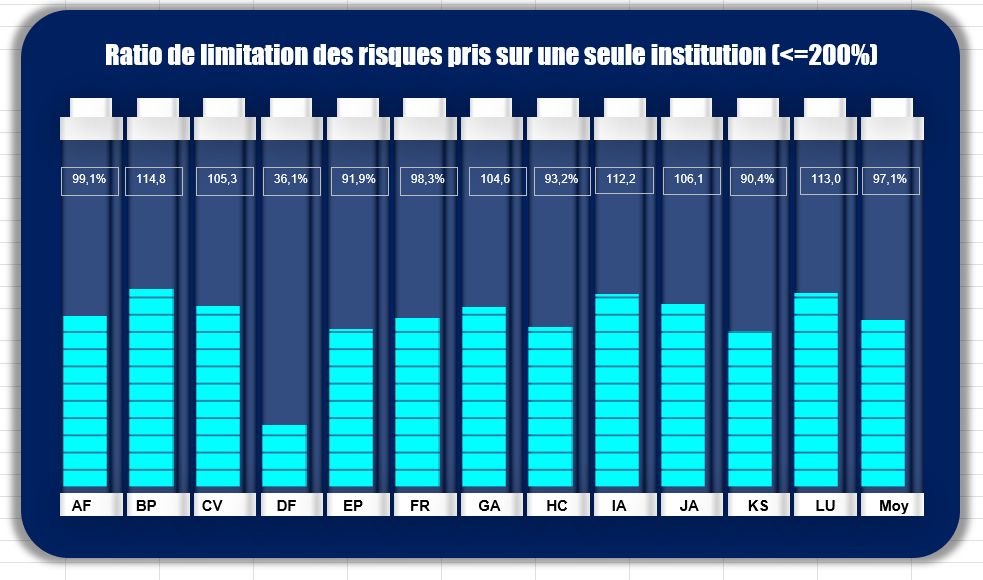 Ratio de limitation des risques pris sur une seule institution (<=200%)
99,1% 114,8 105,3 36,1% 91,9% 98,3% 104,6 93,2% 112,2 106,1 90,4% 113,0 97,1%
AF BP CV DF EP FR GA HC IA JA KS LU Moy